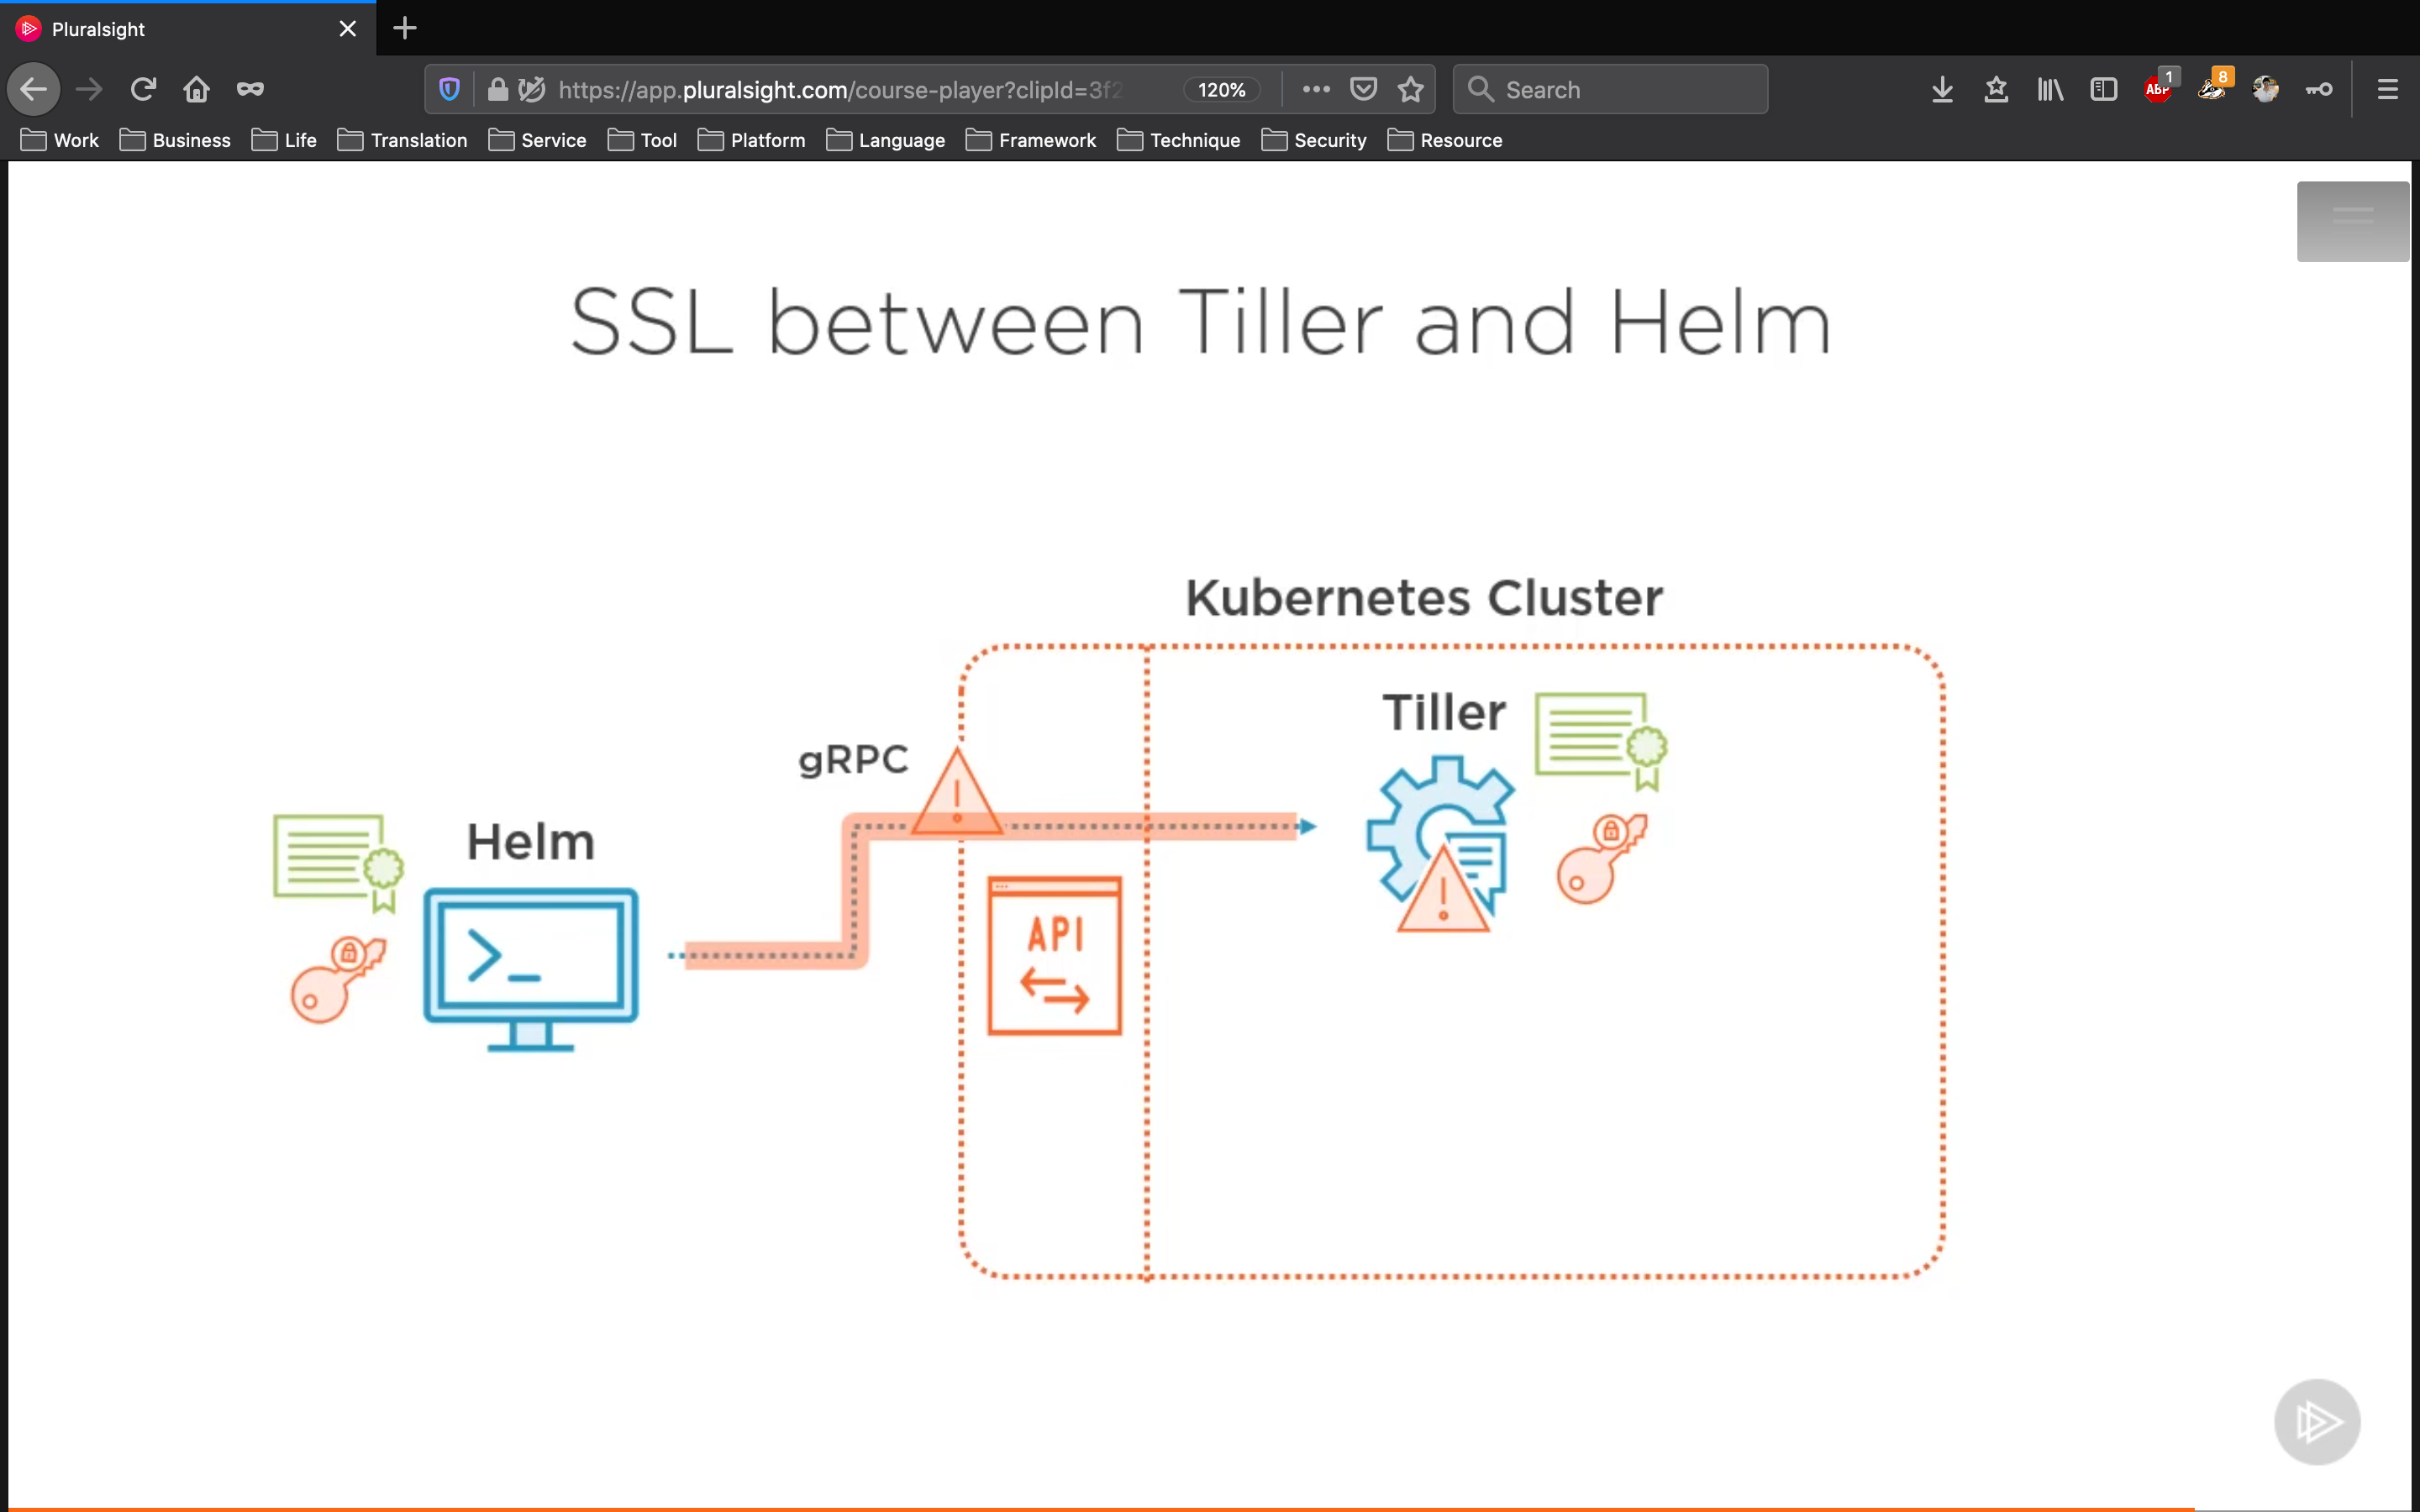 Pluralsight
https://app.pluralsight.com/course-player?clipId=3f2
120%
Search
ABP
1
8
Work
Business
Life
Translation
Service
Tool
Platform
Language
Framework
Technique
Security
Resource
SSL between Tiller and Helm
Kubernetes Cluster
Tiller
gRPC
Helm
API
>_